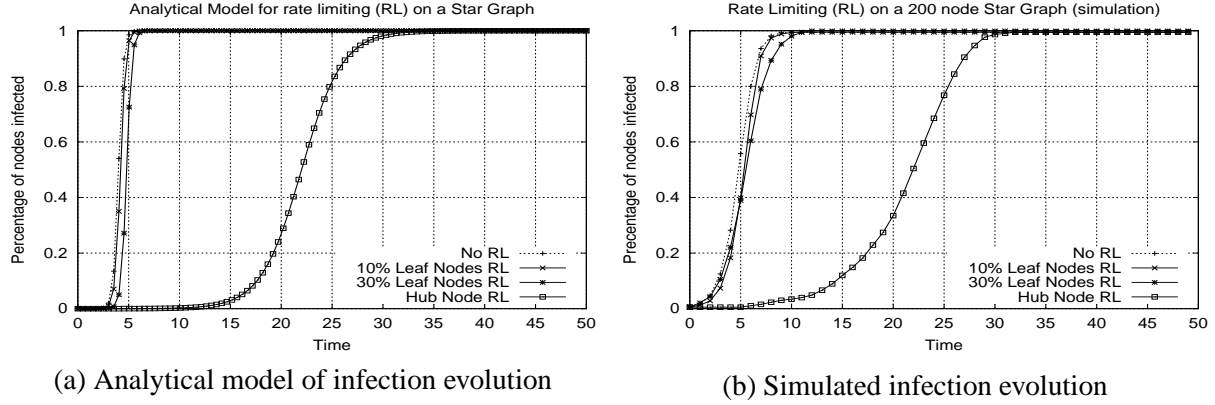 Analytical Model for rate limiting (RL) on a Star Graph
Percentage of nodes infected
1
0.8
0.6
0.4
0.2
0
No RL
10% Leaf Nodes RL
30% Leaf Nodes RL
Hub Node RL
0 5 10 15 20 25 30 35 40 45 50
Time
(a) Analytical model of infection evolution
Rate Limiting (RL) on a 200 node Star Graph (simulation)
Precentage of nodes infected
1
0.8
0.6
0.4
0.2
0
No RL
10% Leaf Nodes RL
30% Leaf Nodes RL
Hub Node RL
0 5 10 15 20 25 30 35 40 45 50
Time
(b) Simulated infection evolution